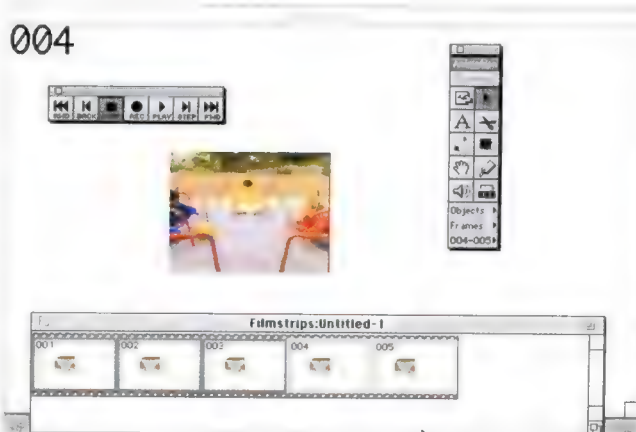 004
RWD BACK REC PLAY STEP FWD
A
Objects
Frames
004-005
Filmstrips:Untitled-1
001 002 003 004 005